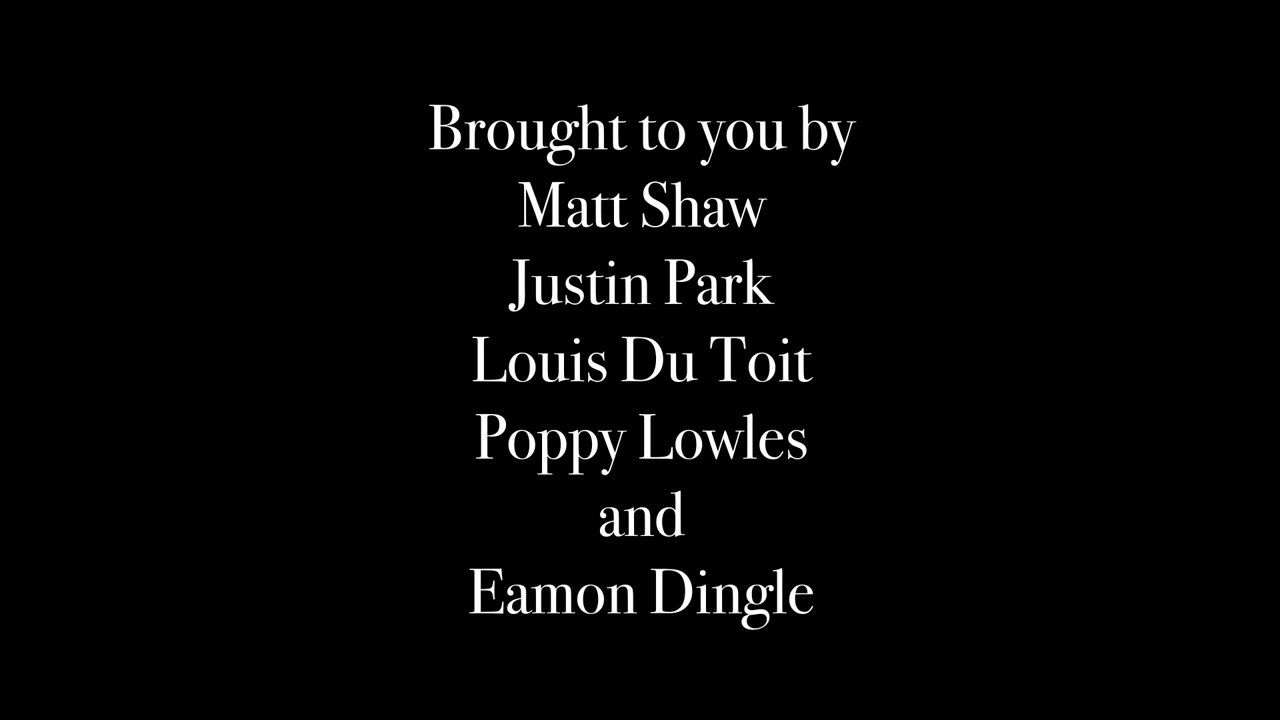 Brought to you by
Matt Shaw
Justin Park
Louis Du Toit
Poppy Lowles
and
Eamon Dingle